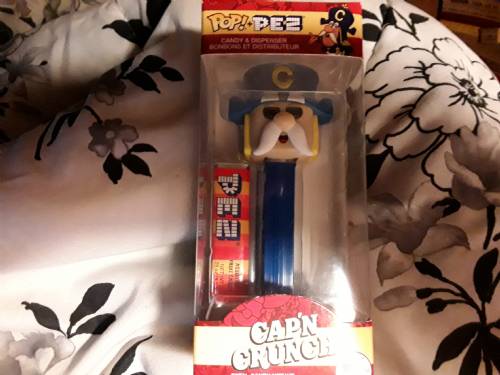 POP! PEZ
CANDY & DISPENSER
BONBONS ET DISTRIBUTEUR
C
C
PEZ
CAP'N
CRUNCH